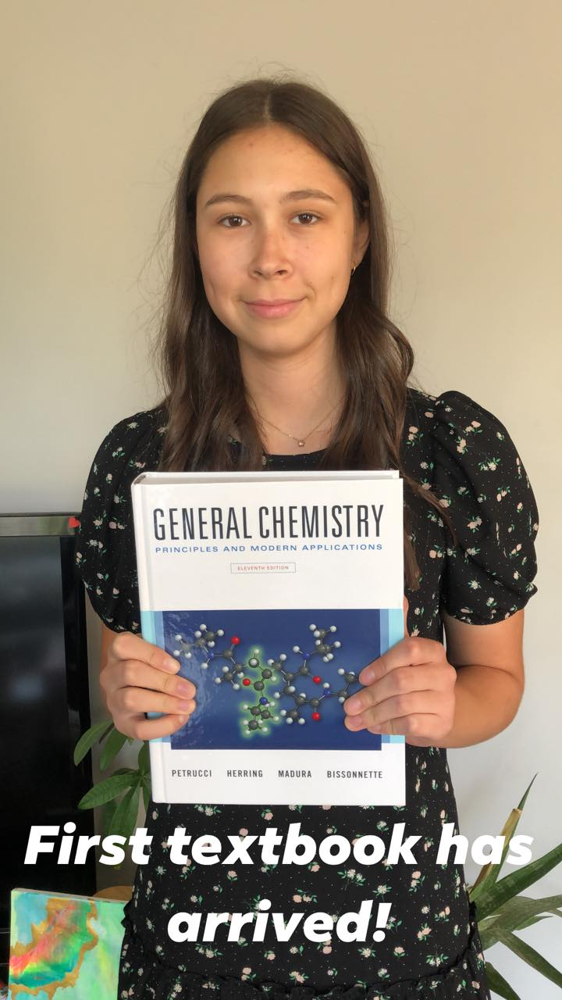 GENERAL CHEMISTRY
PRINCIPLES AND MODERN APPLICATIONS
ELEVENTH EDITION
PETRUCCI HERRING MADURA BISSONNETTE
First textbook has
arrived!